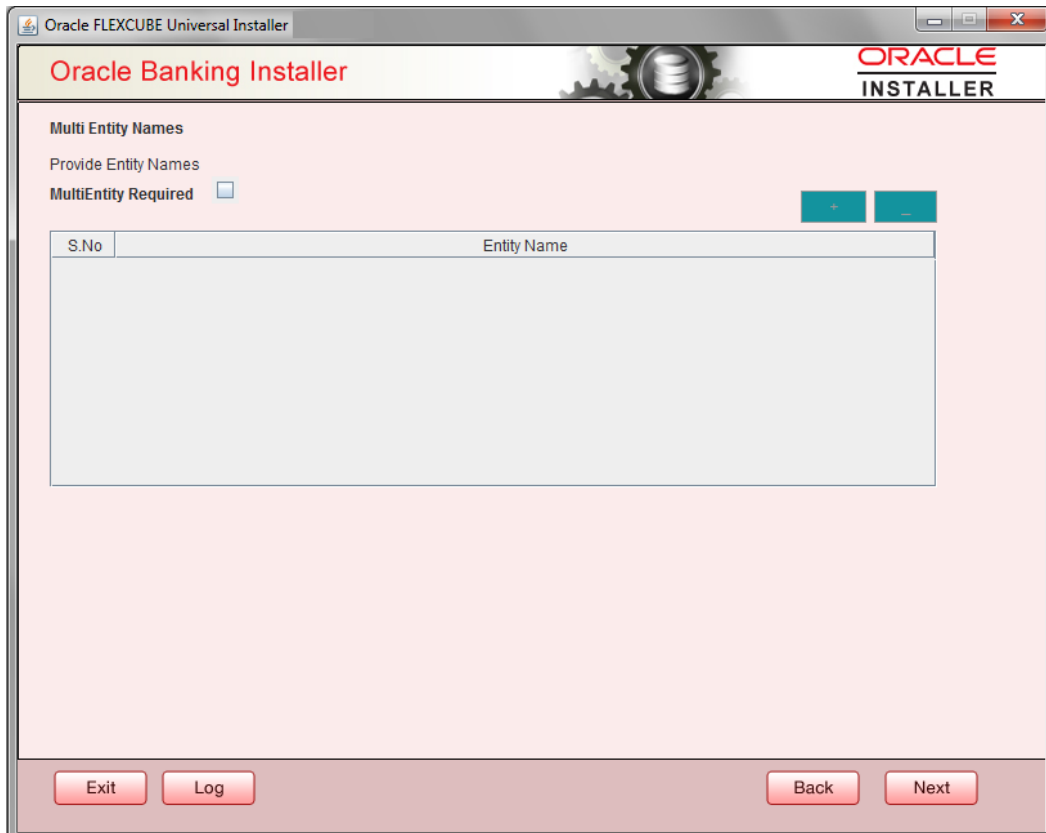 Oracle FLEXCUBE Universal Installer
Oracle Banking Installer
ORACLE
INSTALLER
Multi Entity Names
Provide Entity Names
MultiEntity Required
+ _
S.No Entity Name
Exit Log Back Next